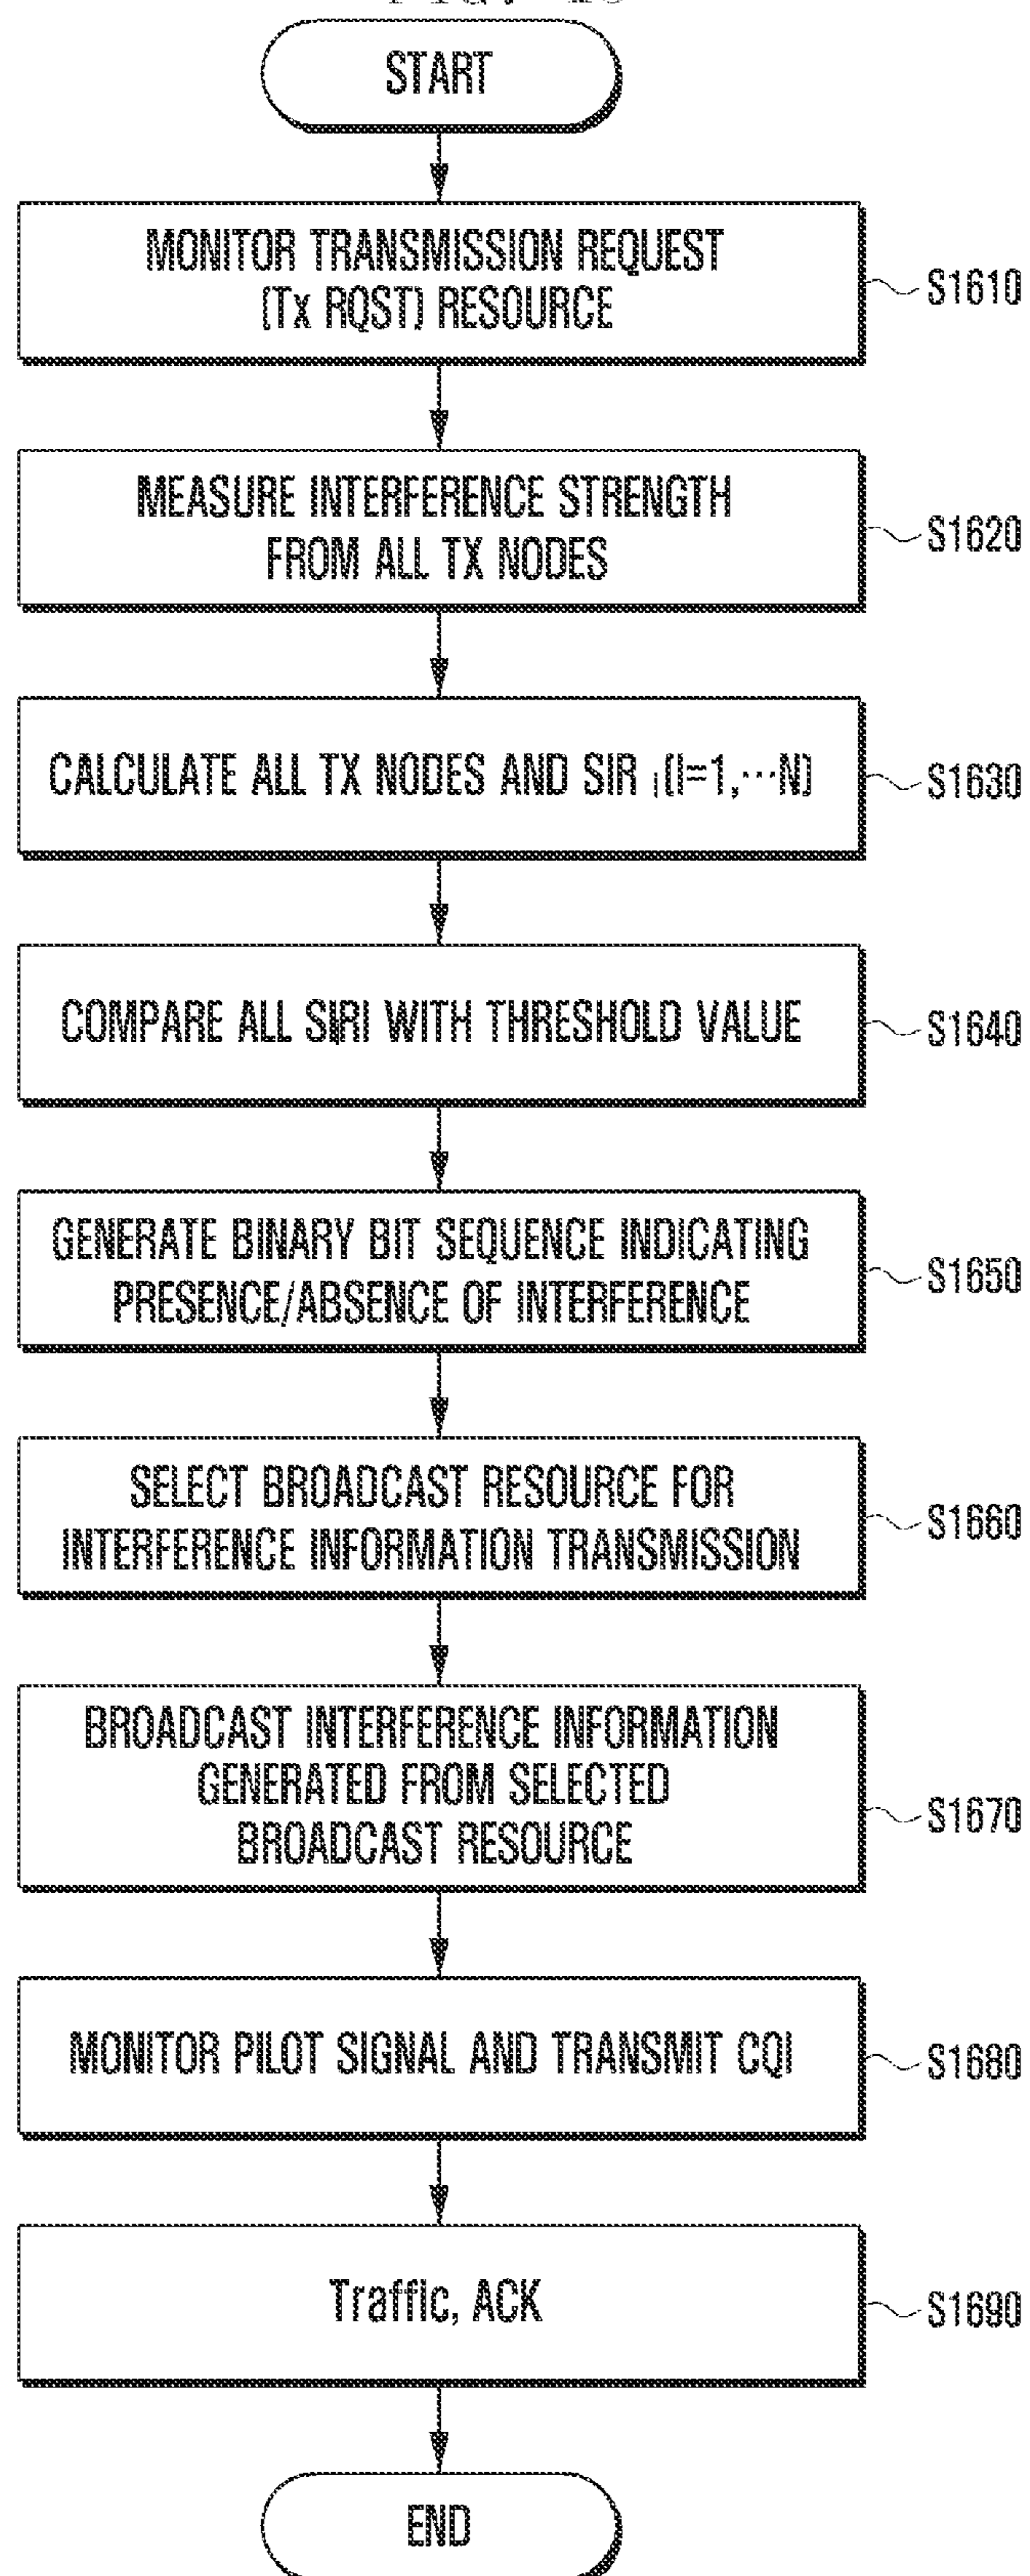 START
MONITOR TRANSMISSION REQUEST
(Tx RQST) RESOURCE
S1610
MEASURE INTERFERENCE STRENGTH
FROM ALL TX NODES
S1620
CALCULATE ALL TX NODES AND SIR i(I=1,···N)
S1630
COMPARE ALL SIRI WITH THRESHOLD VALUE
S1640
GENERATE BINARY BIT SEQUENCE INDICATING
PRESENCE/ABSENCE OF INTERFERENCE
S1650
SELECT BROADCAST RESOURCE FOR
INTERFERENCE INFORMATION TRANSMISSION
S1660
BROADCAST INTERFERENCE INFORMATION
GENERATED FROM SELECTED
BROADCAST RESOURCE
S1670
MONITOR PILOT SIGNAL AND TRANSMIT CQI
S1680
Traffic, ACK
S1690
END